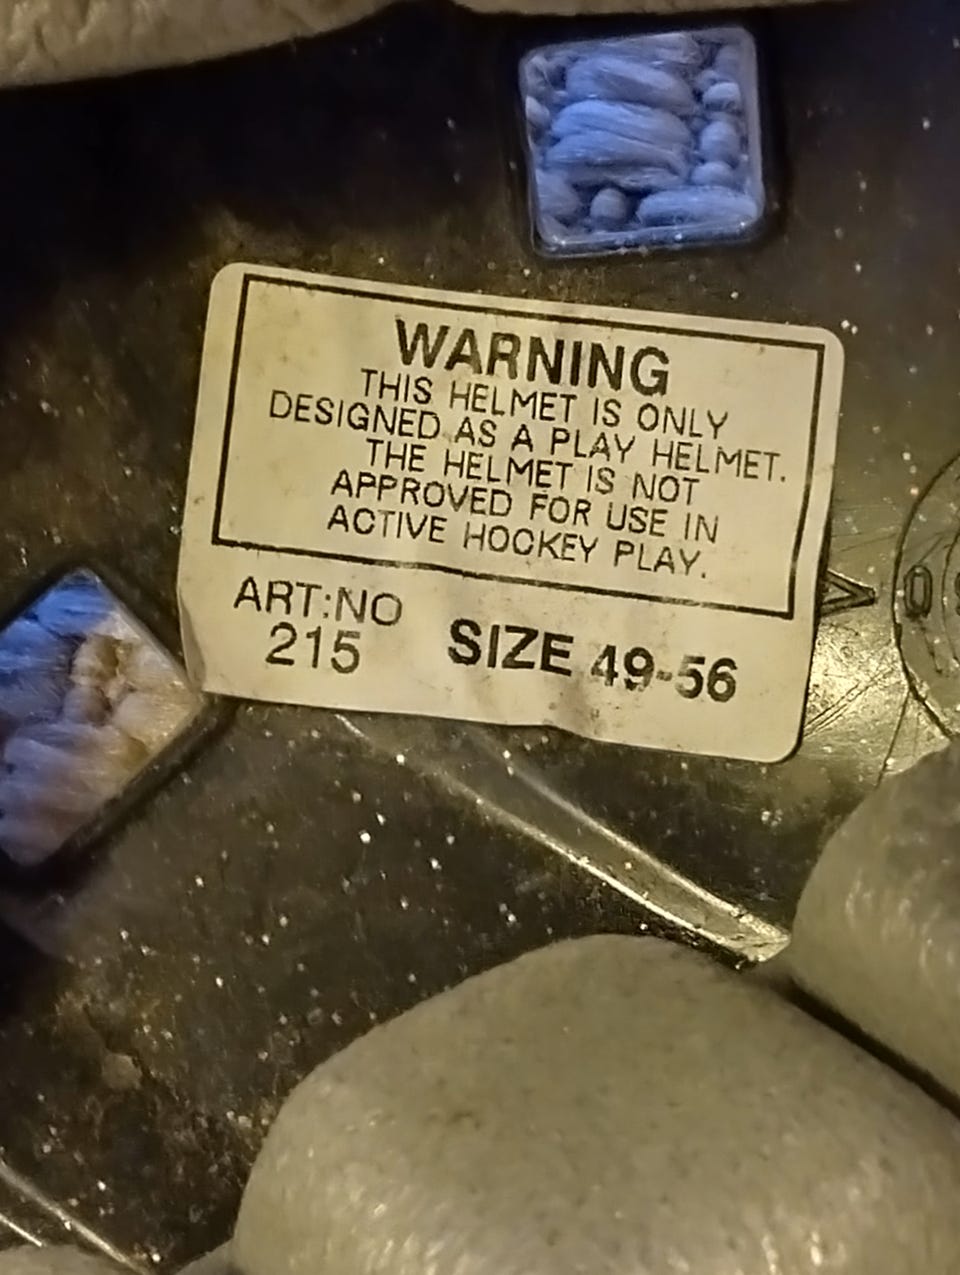 WARNING
THIS HELMET IS ONLY
DESIGNED AS A PLAY HELMET.
THE HELMET IS NOT
APPROVED FOR USE IN
ACTIVE HOCKEY PLAY.
ART:NO
215
SIZE 49-56
0